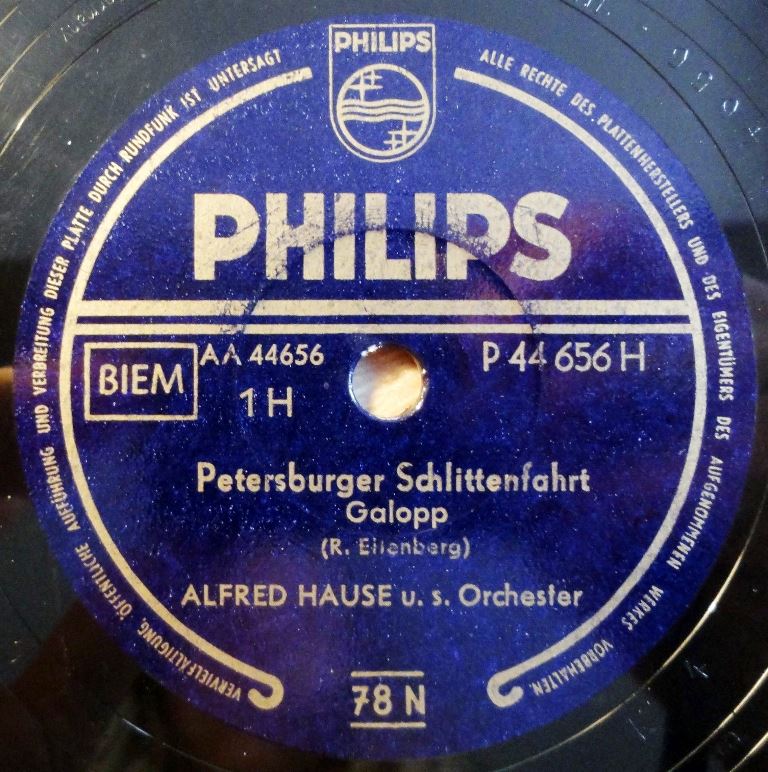 PHILIPS
ALLE RECHTE DES PLATTENHERSTELLERS UND DES EIGENTÜMERS DES AUFGENOMMENEN WERKES VORBEHALTEN.
VERVIELFÄLTIGUNG, ÖFFENTLICHE AUFFÜHRUNG UND VERBREITUNG DIESER PLATTE DURCH RUNDFUNK IST UNTERSAGT
PHILIPS
BIEM
AA 44656
P 44 656 H
1 H
Petersburger Schlittenfahrt
Galopp
(R. Eilenberg)
ALFRED HAUSE u. s. Orchester
78 N